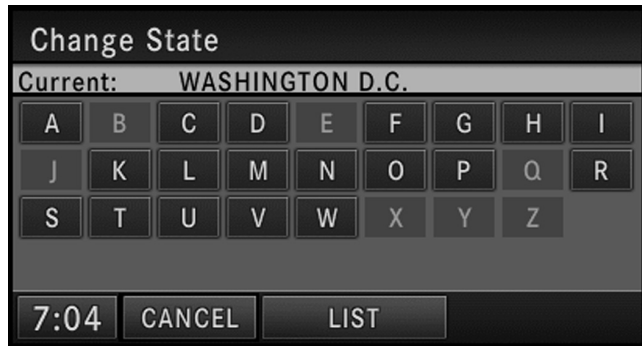 Change State
Current: WASHINGTON D.C.
A B C D E F G H I
J K L M N O P Q R
S T U V W X Y Z
7:04 CANCEL LIST